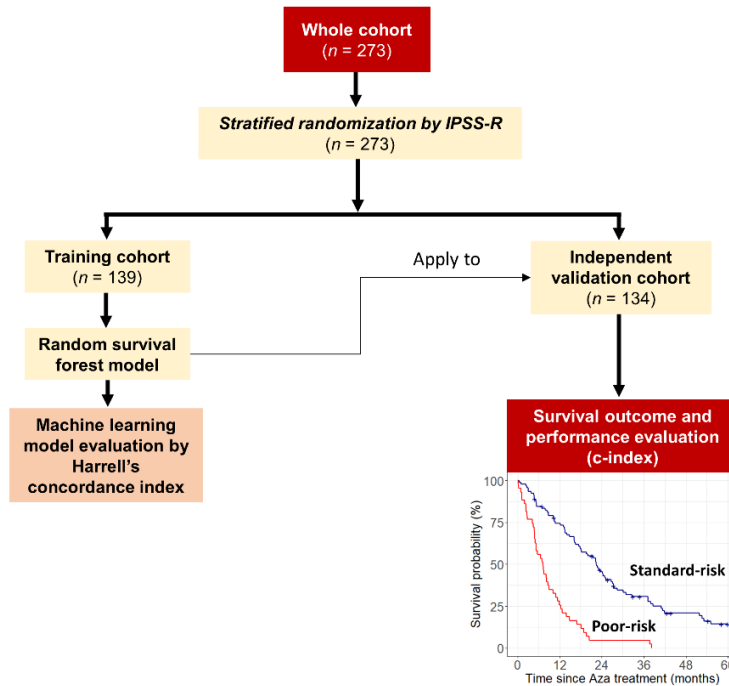 Whole cohort
(n = 273)
Stratified randomization by IPSS-R
(n = 273)
Training cohort
(n = 139)
Apply to
Independent
validation cohort
(n = 134)
Random survival
forest model
Machine learning
model evaluation by
Harrell's
concordance index
Survival outcome and
performance evaluation
(c-index)
Survival probability (%)
100
75
50
25
0
Standard-risk
Poor-risk
0 12 24 36 48 60
Time since Aza treatment (months)